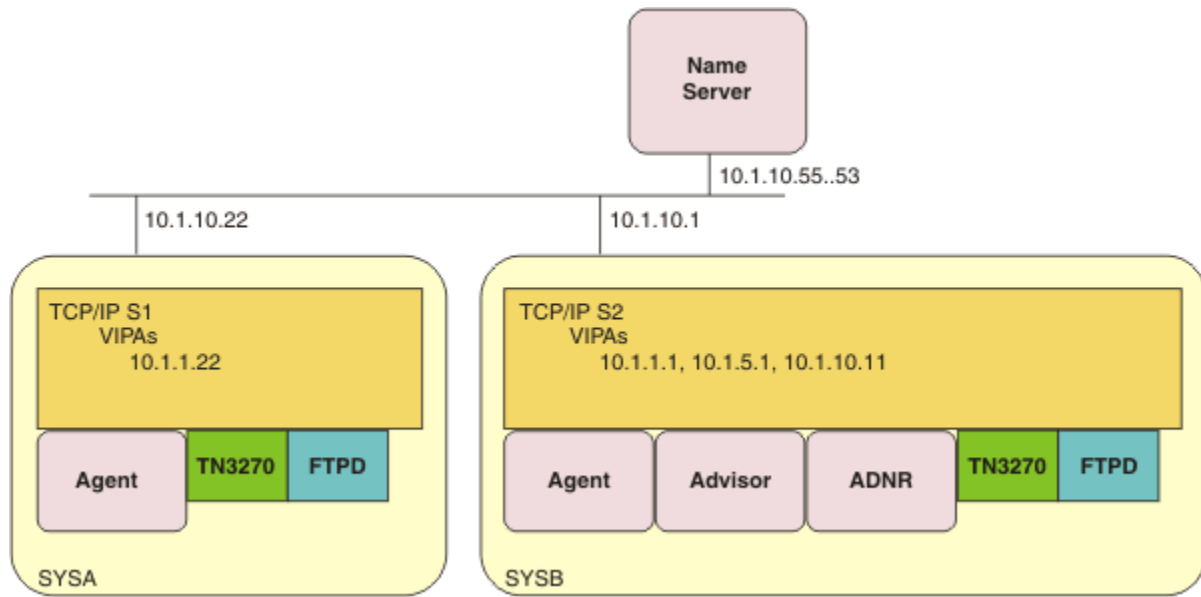 Name
Server
10.1.10.55..53
10.1.10.22
10.1.10.1
TCP/IP S1
VIPAs
10.1.1.22
Agent
TN3270
FTPD
SYSA
TCP/IP S2
VIPAs
10.1.1.1, 10.1.5.1, 10.1.10.11
Agent
Advisor
ADNR
TN3270
FTPD
SYSB